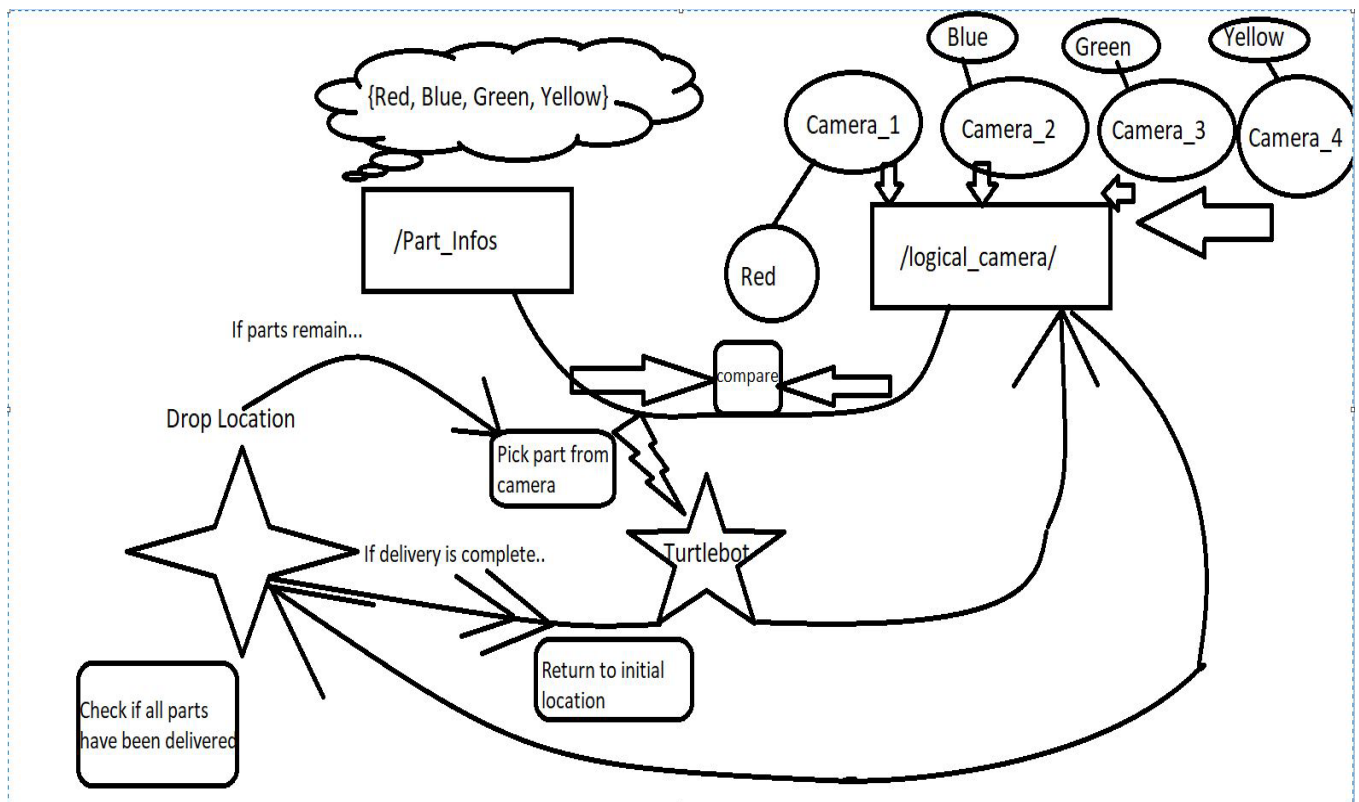 Blue
Green
Yellow
{Red, Blue, Green, Yellow}
Camera_1
Camera_2
Camera_3
Camera_4
/Part_Infos
/logical_camera/
Red
If parts remain...
compare
Drop Location
Pick part from
camera
If delivery is complete..
Turtlebot
Return to initial
location
Check if all parts
have been delivered